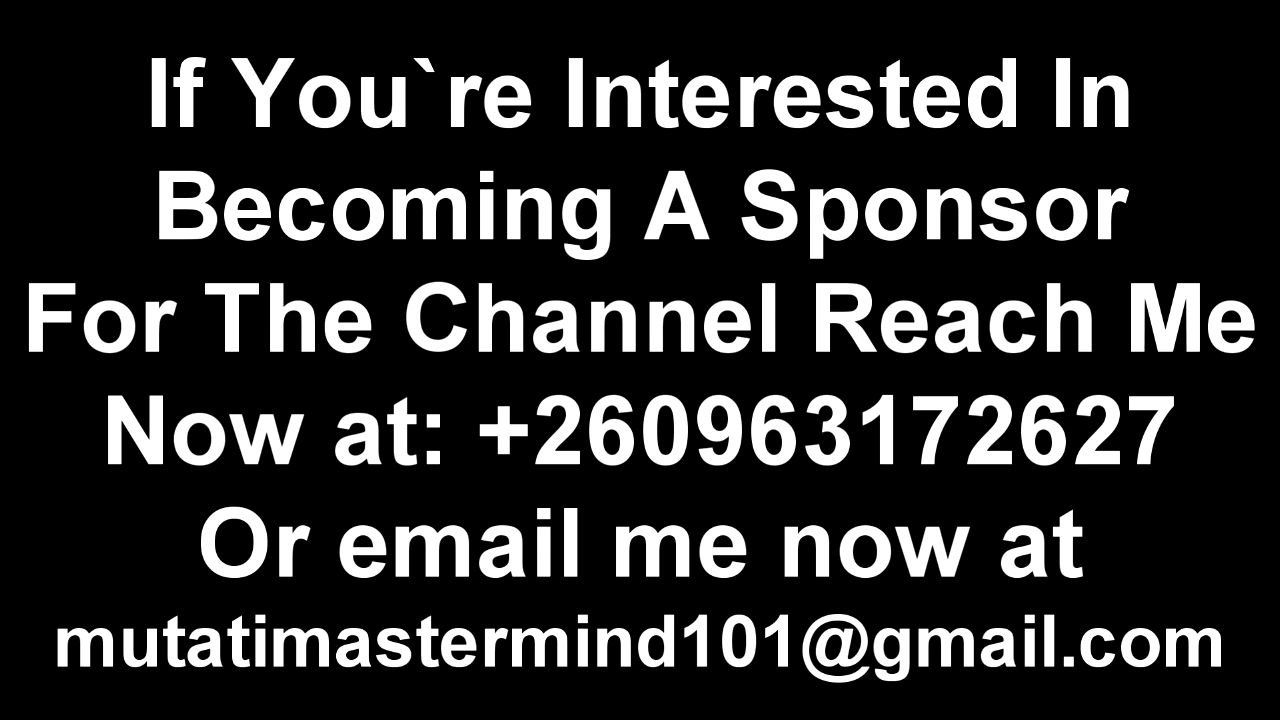 If You`re Interested In
Becoming A Sponsor
For The Channel Reach Me
Now at: +260963172627
Or email me now at
mutatimastermind101@gmail.com